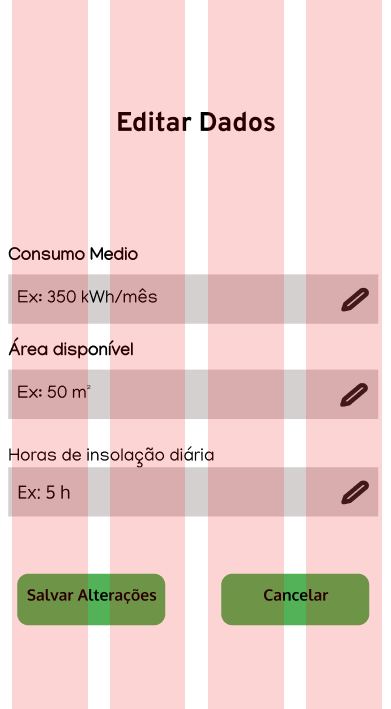 Editar Dados
Consumo Medio
Ex: 350 kWh/mês
Área disponível
Ex: 50 m²
Horas de insolação diária
Ex: 5 h
Salvar Alterações
Cancelar